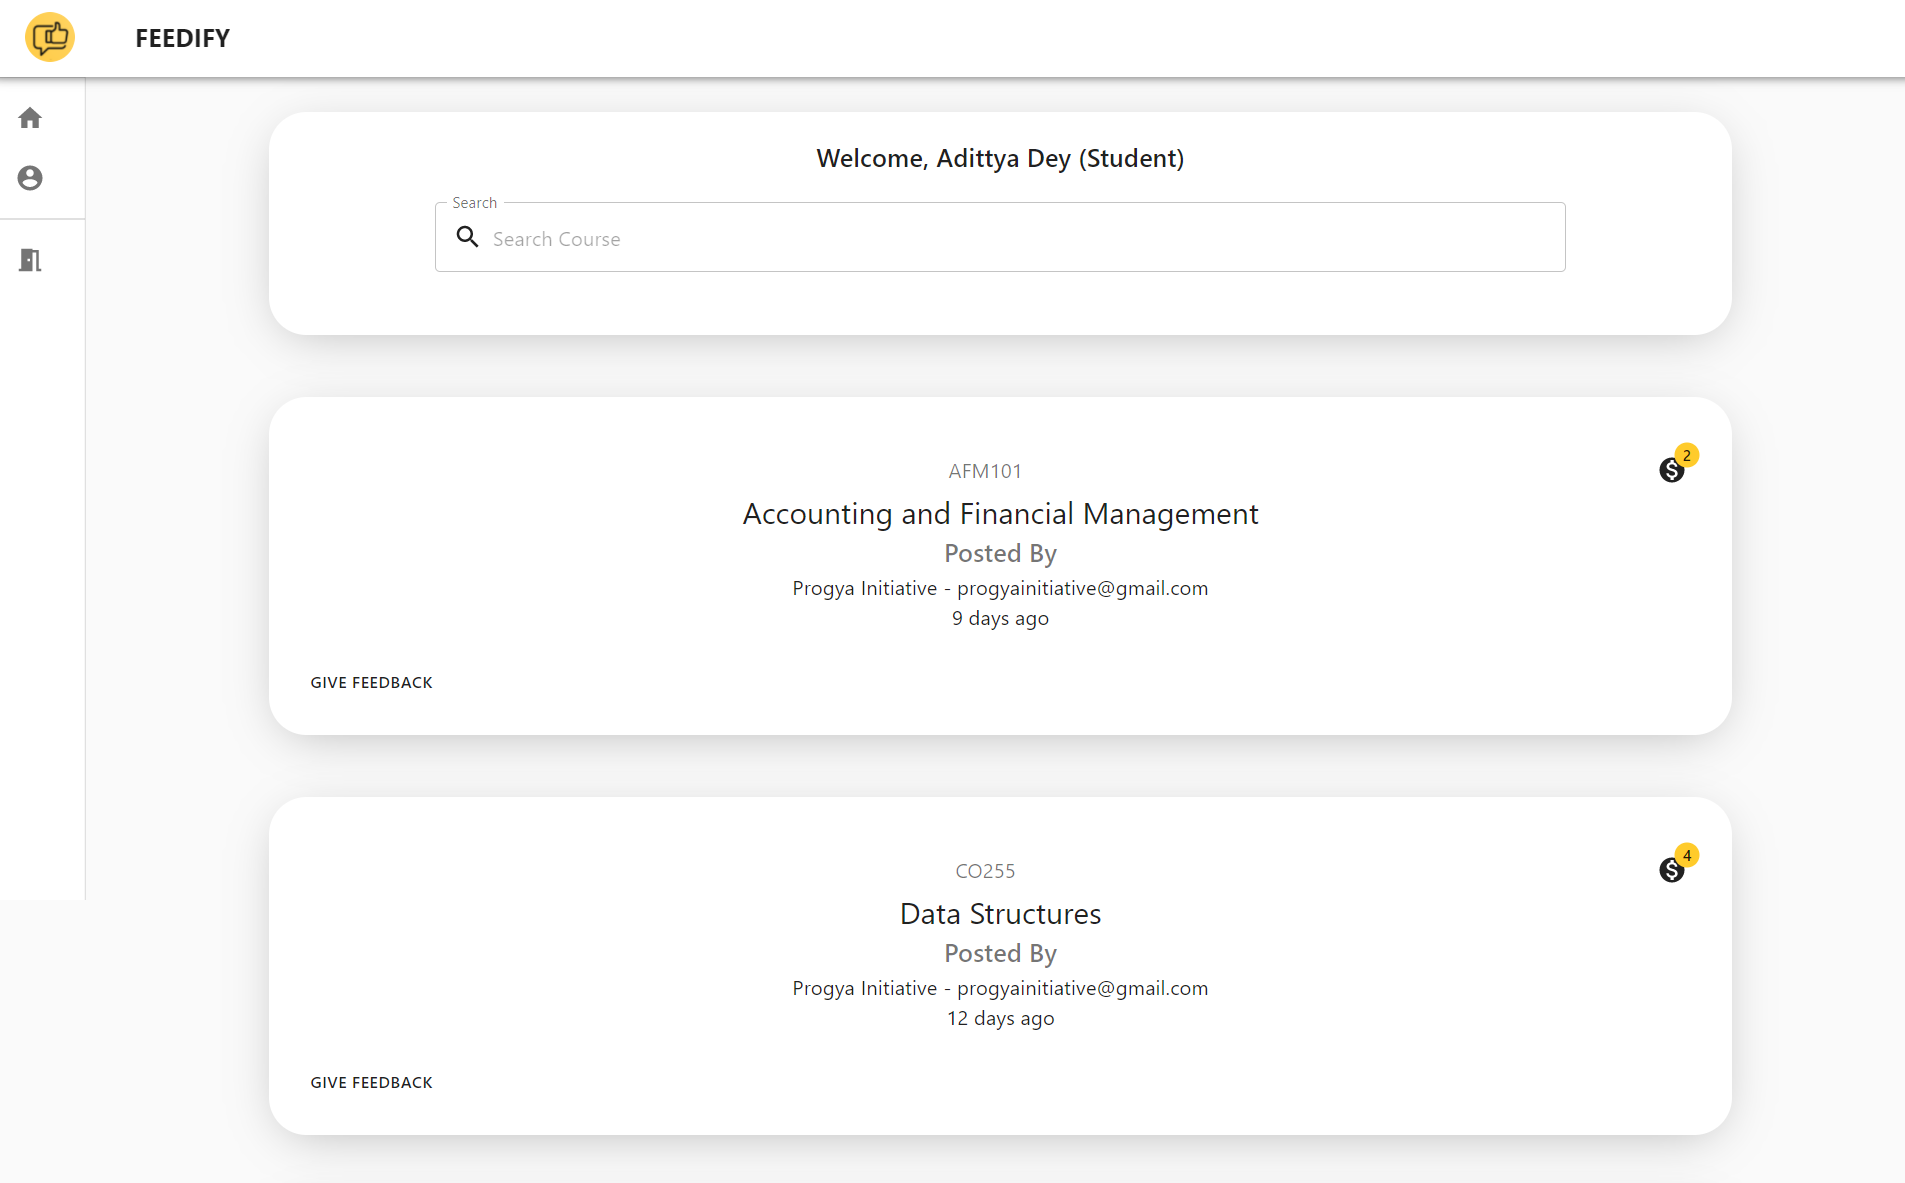 FEEDIFY
Welcome, Adittya Dey (Student)
Search
Search Course
2
AFM101
Accounting and Financial Management
Posted By
Progya Initiative - progyainitiative@gmail.com
9 days ago
GIVE FEEDBACK
4
CO255
Data Structures
Posted By
Progya Initiative - progyainitiative@gmail.com
12 days ago
GIVE FEEDBACK